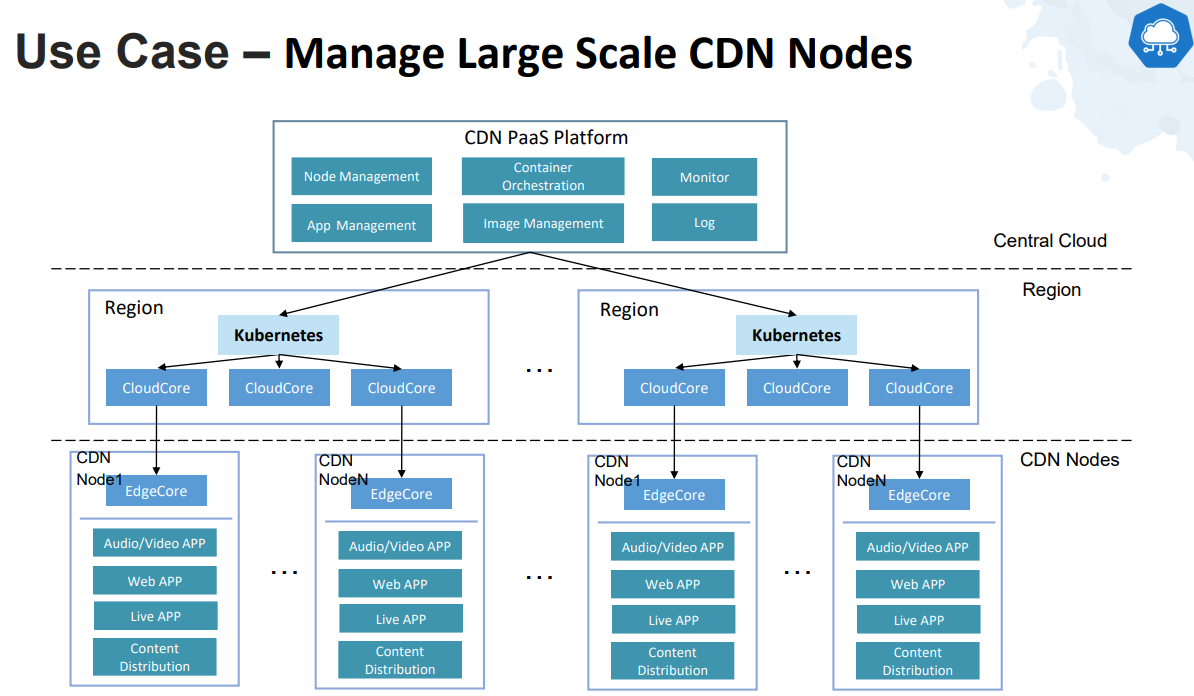 Use Case – Manage Large Scale CDN Nodes
CDN PaaS Platform
Node Management
Container
Orchestration
Monitor
App Management
Image Management
Log
Central Cloud
Region
Region
Kubernetes
CloudCore
CloudCore
CloudCore
...
Region
Kubernetes
CloudCore
CloudCore
CloudCore
CDN Nodes
CDN
Node1
EdgeCore
Audio/Video APP
Web APP
Live APP
Content
Distribution
...
CDN
NodeN
EdgeCore
Audio/Video APP
Web APP
Live APP
Content
Distribution
...
CDN
Node1
EdgeCore
Audio/Video APP
Web APP
Live APP
Content
Distribution
...
CDN
NodeN
EdgeCore
Audio/Video APP
Web APP
Live APP
Content
Distribution